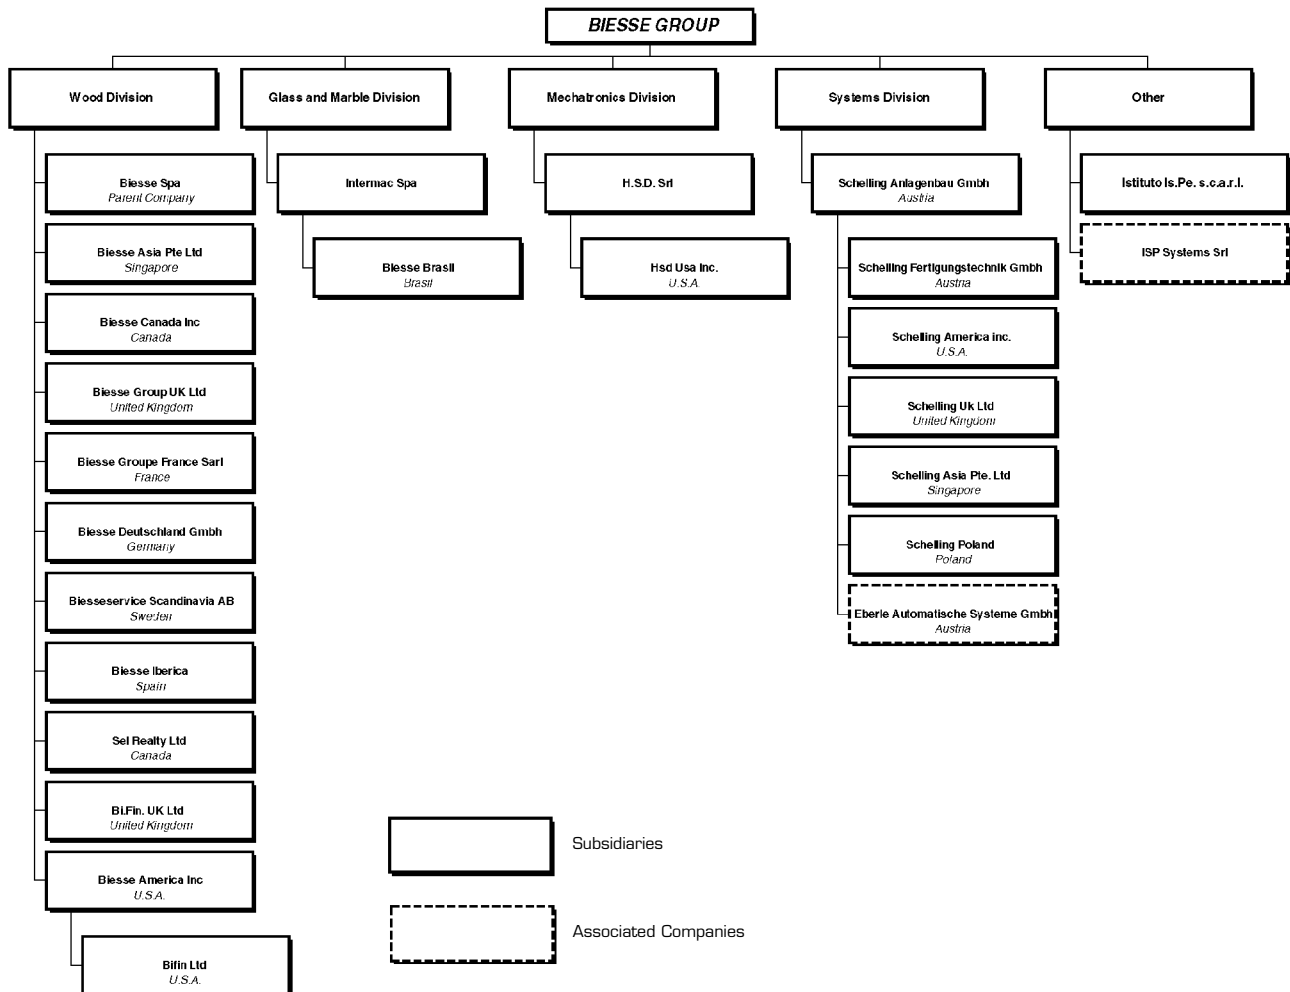 BIESSE GROUP
Wood Division
Glass and Marble Division
Mechatronics Division
Systems Division
Other
Biesse Spa
Parent Company
Biesse Asia Pte Ltd
Singapore
Biesse Canada Inc
Canada
Biesse Group UK Ltd
United Kingdom
Biesse Groupe France Sarl
France
Biesse Deutschland Gmbh
Germany
Biesseservice Scandinavia AB
Sweden
Biesse Iberica
Spain
Sel Realty Ltd
Canada
Bi.Fin. UK Ltd
United Kingdom
Biesse America Inc
U.S.A.
Bifin Ltd
U.S.A.
Intermac Spa
Biesse Brasil
Brasil
H.S.D. Srl
Hsd Usa Inc.
U.S.A.
Schelling Anlagenbau Gmbh
Austria
Schelling Fertigungstechnik Gmbh
Austria
Schelling America inc.
U.S.A.
Schelling Uk Ltd
United Kingdom
Schelling Asia Pte. Ltd
Singapore
Schelling Poland
Poland
Eberle Automatische Systeme Gmbh
Austria
Istituto Is.Pe. s.c.a.r.l.
ISP Systems Srl
Subsidiaries
Associated Companies